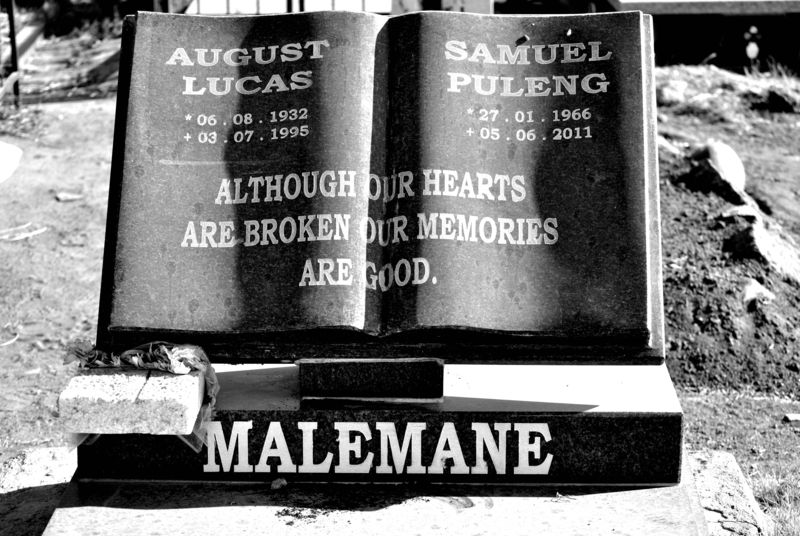 AUGUST
LUCAS
* 06 . 08 . 1932
+ 03 . 07 . 1995
SAMUEL
PULENG
* 27 . 01 . 1966
+ 05 . 06 . 2011
ALTHOUGH OUR HEARTS
ARE BROKEN OUR MEMORIES
ARE GOOD.
MALEMANE